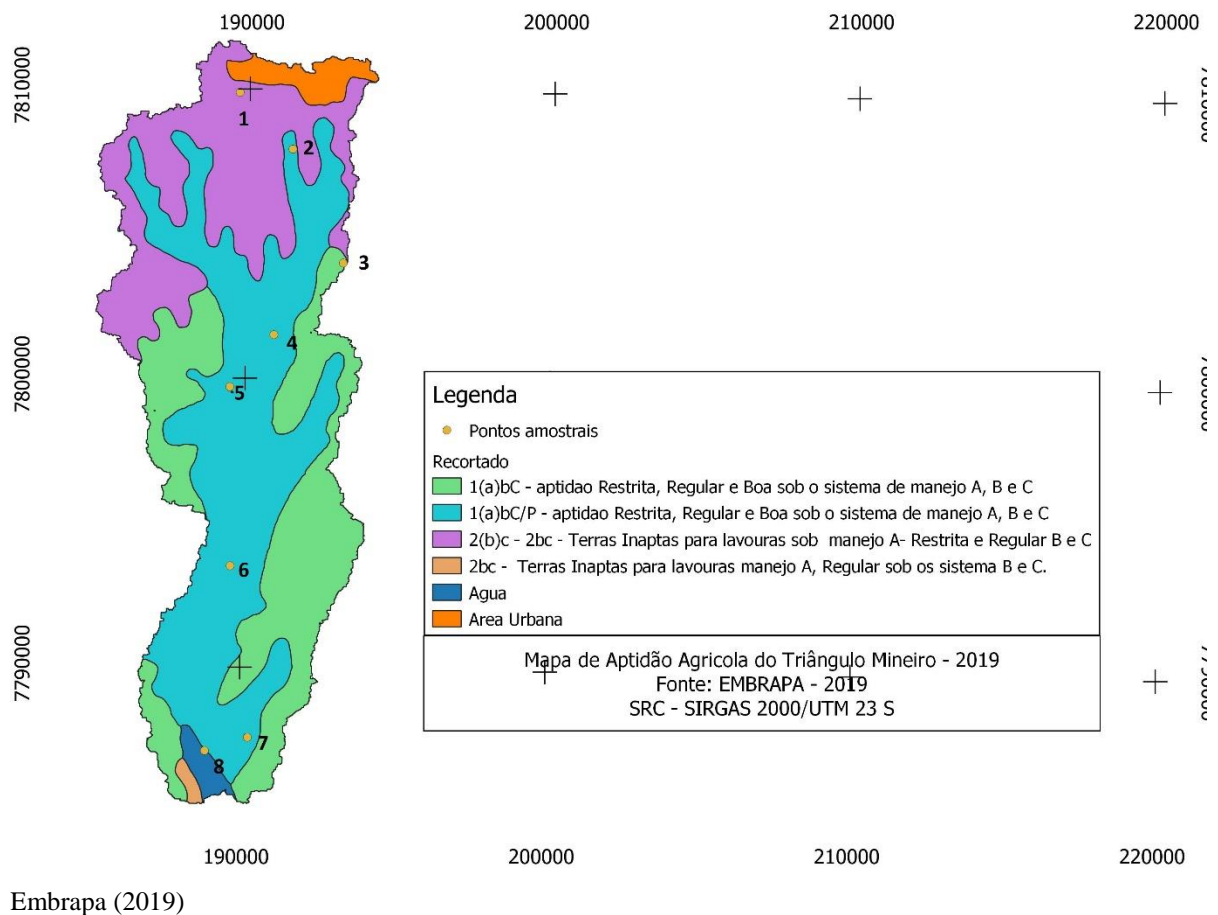 190000
200000
210000
220000
7810000
7810000
1
2
3
4
7800000
7800000
5
Legenda
Pontos amostrais
Recortado
1(a)bC - aptidao Restrita, Regular e Boa sob o sistema de manejo A, B e C
1(a)bC/P - aptidao Restrita, Regular e Boa sob o sistema de manejo A, B e C
2(b)c - 2bc - Terras Inaptas para lavouras sob manejo A- Restrita e Regular B e C
2bc - Terras Inaptas para lavouras manejo A, Regular sob os sistema B e C.
Agua
Area Urbana
6
7790000
7790000
Mapa de Aptidão Agricola do Triângulo Mineiro - 2019
Fonte: EMBRAPA - 2019
SRC - SIRGAS 2000/UTM 23 S
7
8
190000
200000
210000
220000
Embrapa (2019)